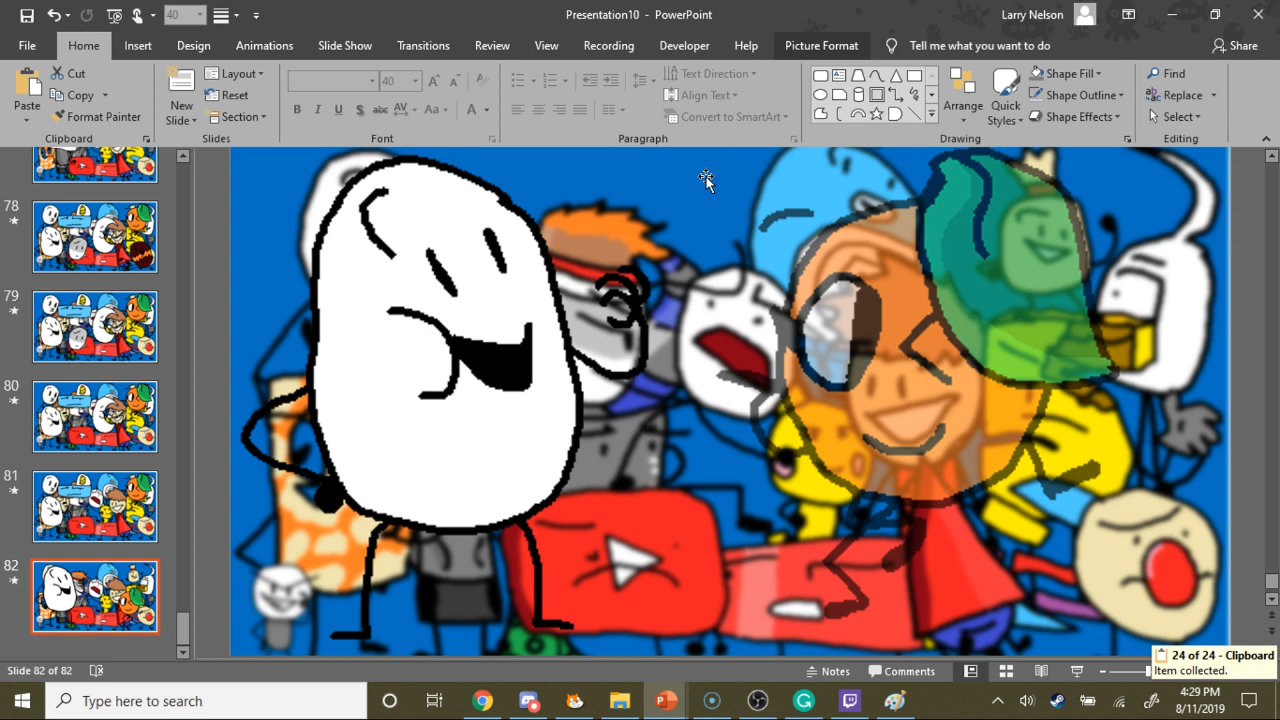 40
Presentation10 - PowerPoint
Larry Nelson
File
Home
Insert
Design
Animations
Slide Show
Transitions
Review
View
Recording
Developer
Help
Picture Format
Tell me what you want to do
Share
Paste
Cut
Copy
Format Painter
Clipboard
New Slide
Layout
Reset
Section
Slides
40
B I U S abc AV Aa A
Font
Text Direction
Align Text
Convert to SmartArt
Paragraph
Arrange
Quick Styles
Shape Fill
Shape Outline
Shape Effects
Drawing
Find
Replace
Select
Editing
78
79
80
81
82
24 of 24 - Clipboard
Item collected.
Slide 82 of 82
Notes
Comments
Type here to search
4:29 PM
8/11/2019